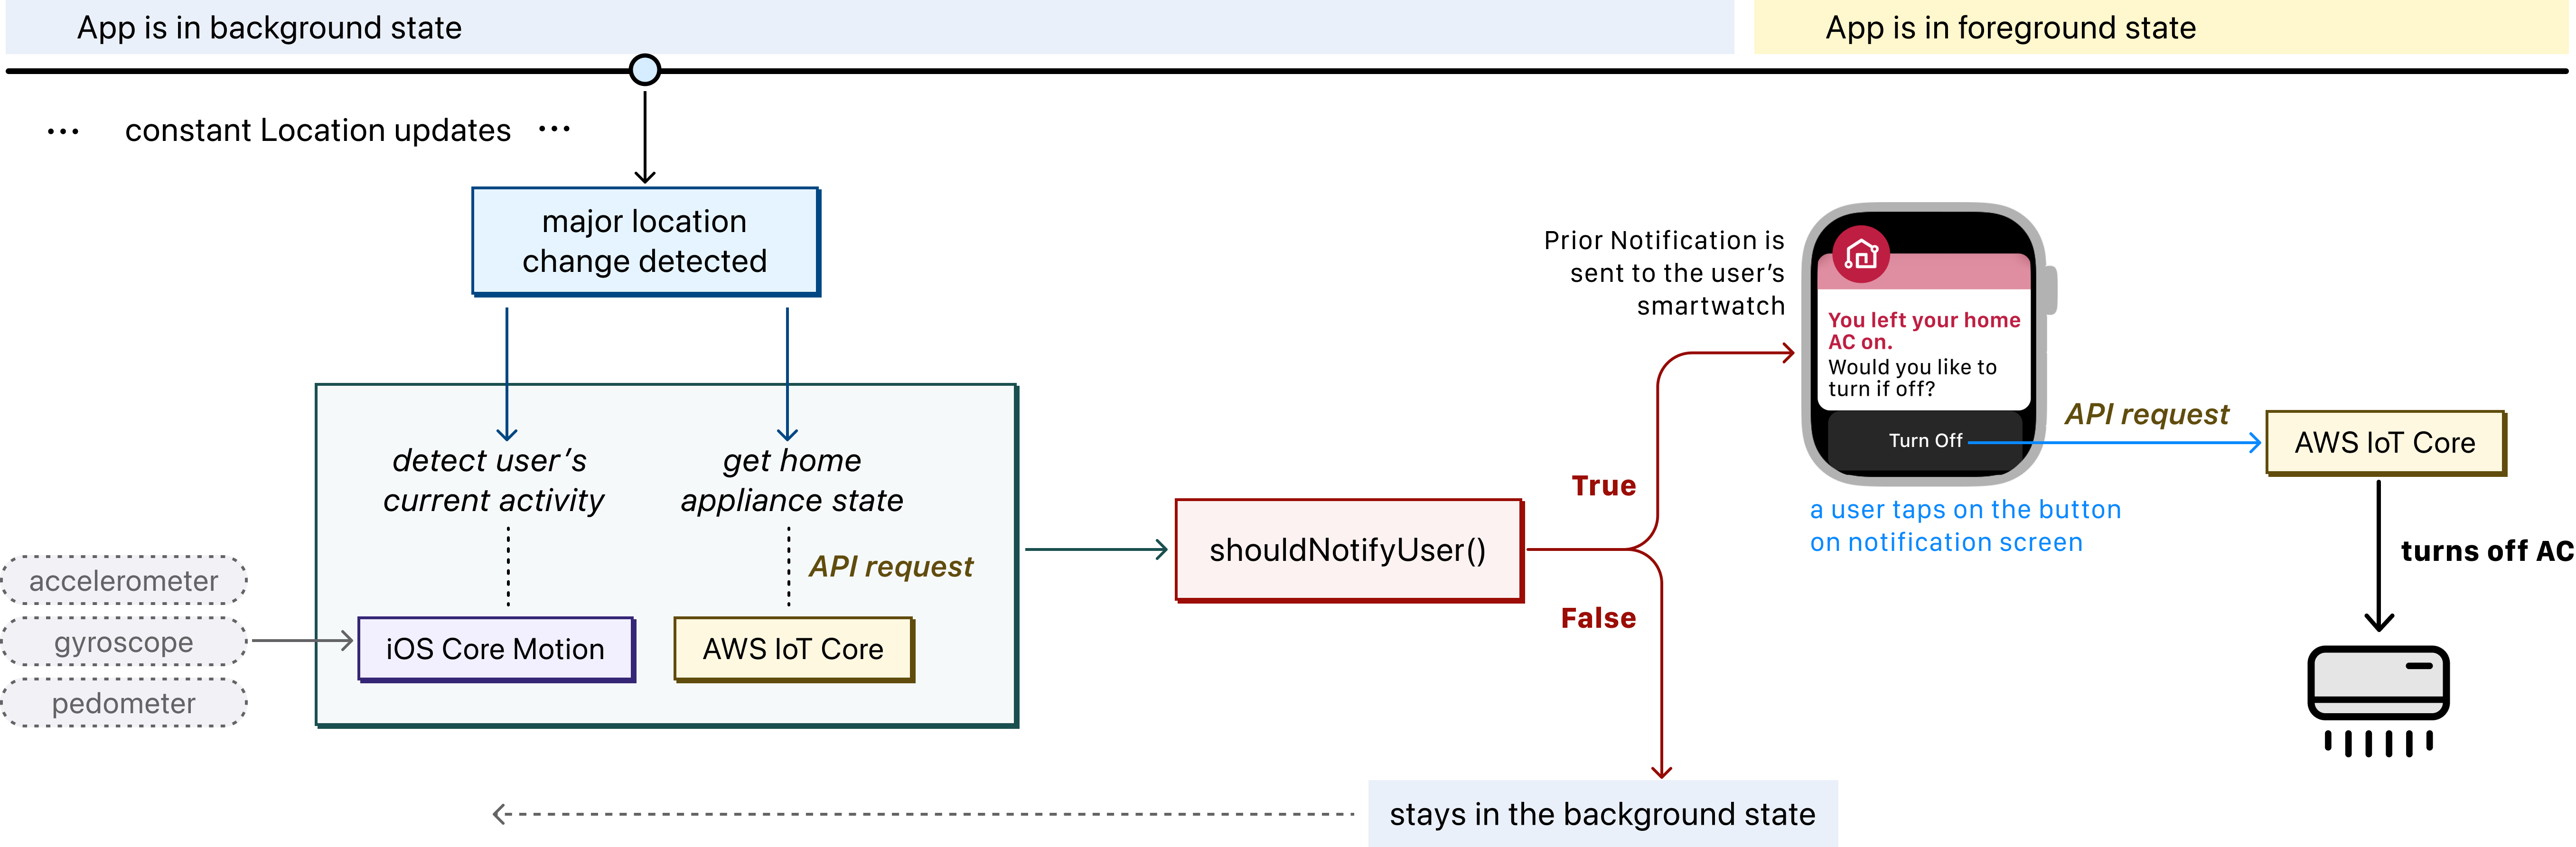 App is in background state
App is in foreground state
... constant Location updates ...
major location
change detected
detect user's
current activity
get home
appliance state
API request
accelerometer
gyroscope
pedometer
iOS Core Motion
AWS IoT Core
shouldNotifyUser()
True
False
Prior Notification is
sent to the user's
smartwatch
You left your home
AC on.
Would you like to
turn if off?
Turn Off
a user taps on the button
on notification screen
API request
AWS IoT Core
turns off AC
stays in the background state